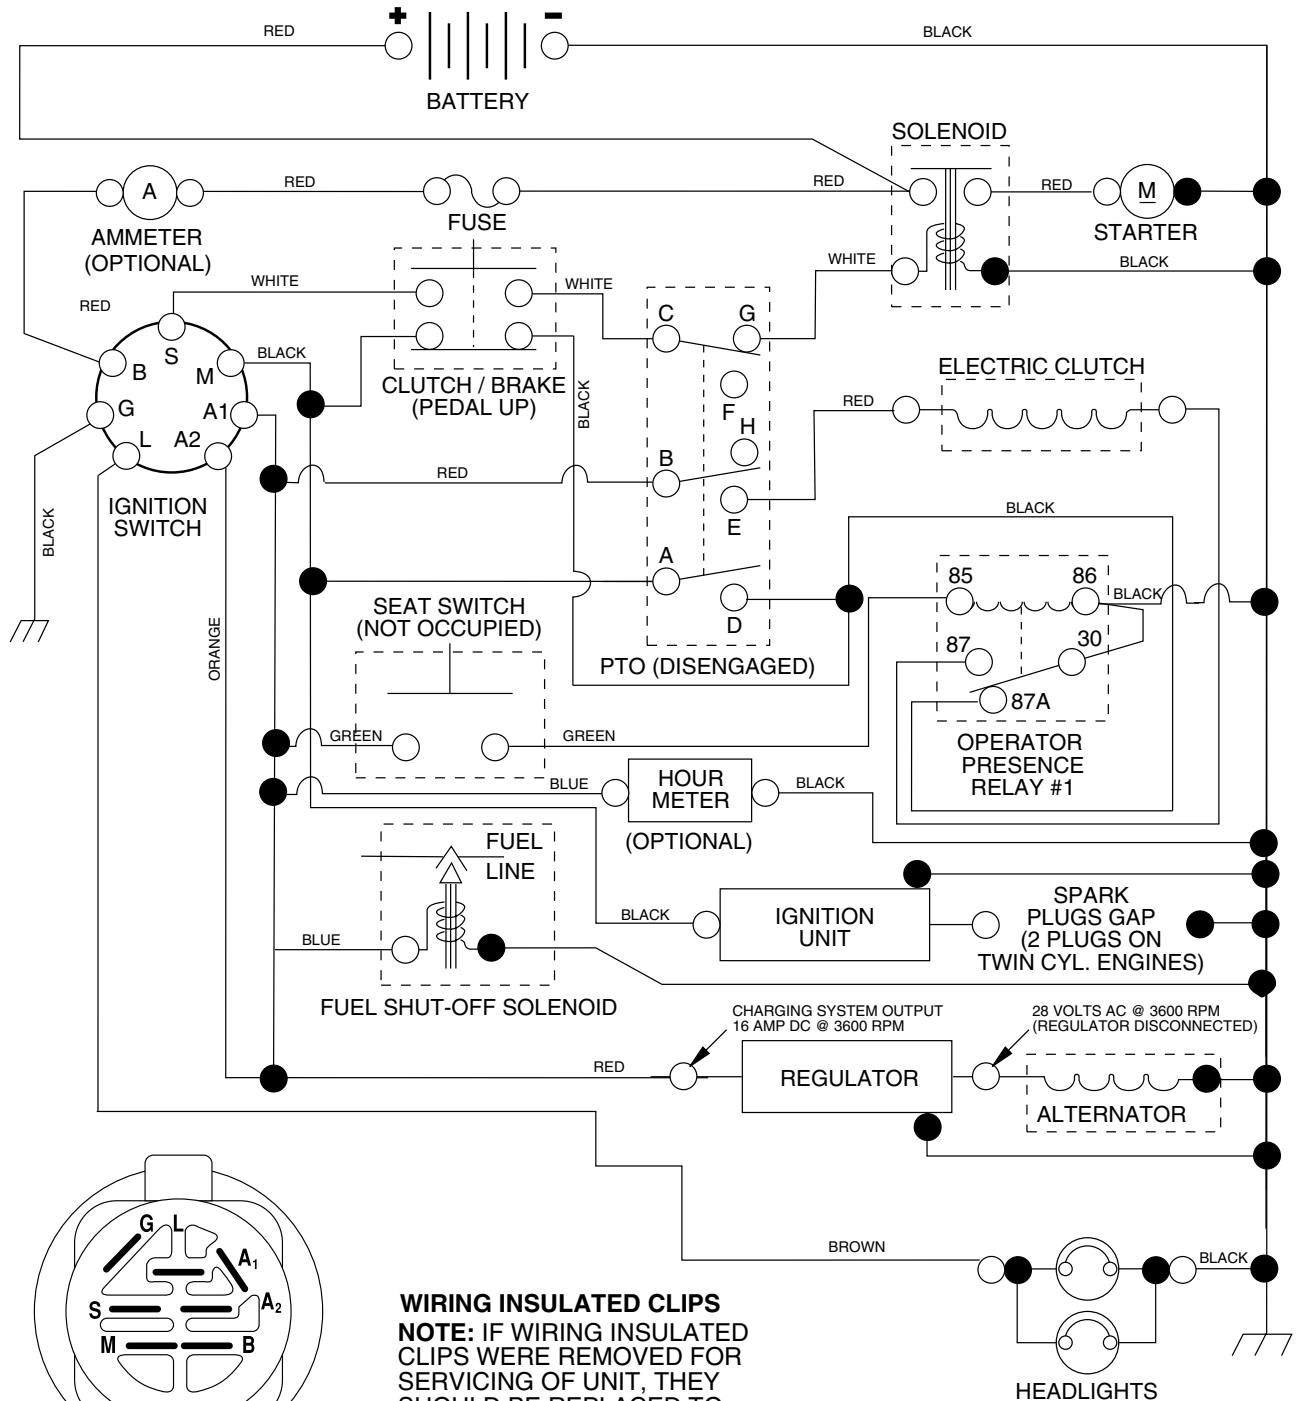 + −
RED
BLACK
BATTERY
SOLENOID
A
RED
RED
RED
M
FUSE
AMMETER
(OPTIONAL)
STARTER
WHITE
BLACK
WHITE
WHITE
RED
S
B
M
BLACK
C
G
CLUTCH / BRAKE
(PEDAL UP)
ELECTRIC CLUTCH
BLACK
G
A1
F
RED
L
A2
H
B
RED
IGNITION
SWITCH
BLACK
E
BLACK
A
85
86
BLACK
SEAT SWITCH
(NOT OCCUPIED)
D
ORANGE
87
30
PTO (DISENGAGED)
87A
GREEN
GREEN
OPERATOR
PRESENCE
RELAY #1
BLUE
HOUR
METER
BLACK
(OPTIONAL)
FUEL
LINE
BLACK
IGNITION
UNIT
SPARK
PLUGS GAP
(2 PLUGS ON
TWIN CYL. ENGINES)
BLUE
FUEL SHUT-OFF SOLENOID
CHARGING SYSTEM OUTPUT
16 AMP DC @ 3600 RPM
28 VOLTS AC @ 3600 RPM
(REGULATOR DISCONNECTED)
RED
REGULATOR
ALTERNATOR
G L
A1
S
A2
M
B
BROWN
BLACK
HEADLIGHTS
WIRING INSULATED CLIPS
NOTE: IF WIRING INSULATED
CLIPS WERE REMOVED FOR
SERVICING OF UNIT, THEY
SHOULD BE REPLACED TO